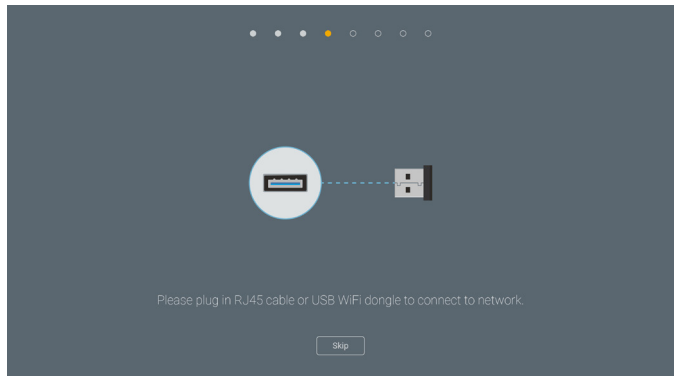 Please plug in RJ45 cable or USB WiFi dongle to connect to network.
Skip